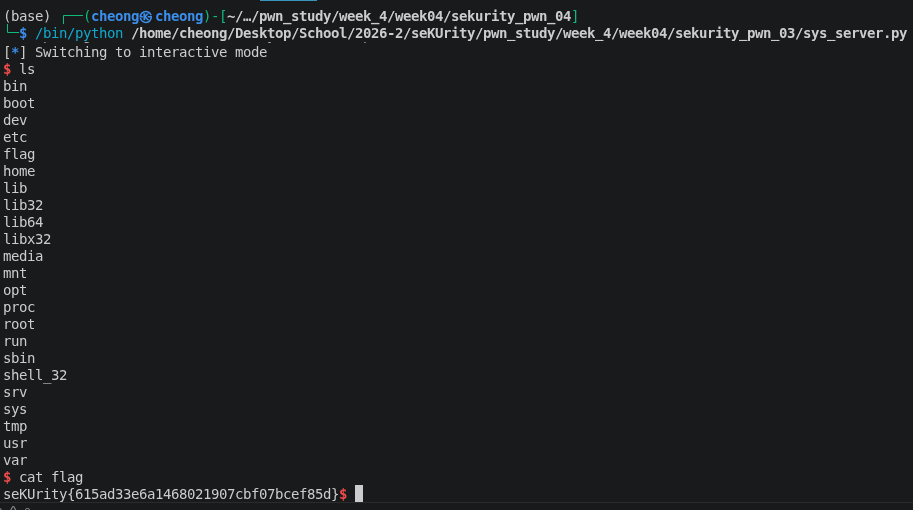 (base) ┌──(cheong㉿cheong)-[~/…/pwn_study/week_4/week04/sekurity_pwn_04]
└─$ /bin/python /home/cheong/Desktop/School/2026-2/seKUrity/pwn_study/week_4/week04/sekurity_pwn_03/sys_server.py
[*] Switching to interactive mode
$ ls
bin
boot
dev
etc
flag
home
lib
lib32
lib64
libx32
media
mnt
opt
proc
root
run
sbin
shell_32
srv
sys
tmp
usr
var
$ cat flag
seKUrity{615ad33e6a1468021907cbf07bcef85d}$